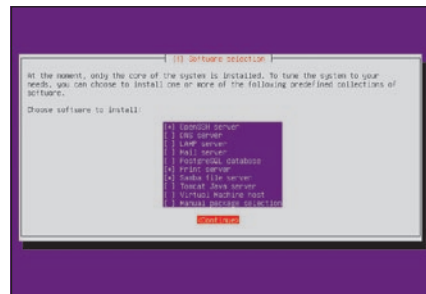 [!] Software selection
At the moment, only the core of the system is installed. To tune the system to your
needs, you can choose to install one or more of the following predefined collections of
software.
Choose software to install:
[*] OpenSSH server
[ ] DNS server
[ ] LAMP server
[ ] Mail server
[ ] PostgreSQL database
[*] Print server
[*] Samba file server
[ ] Tomcat Java server
[ ] Virtual Machine host
[ ] Manual package selection
<Continue>